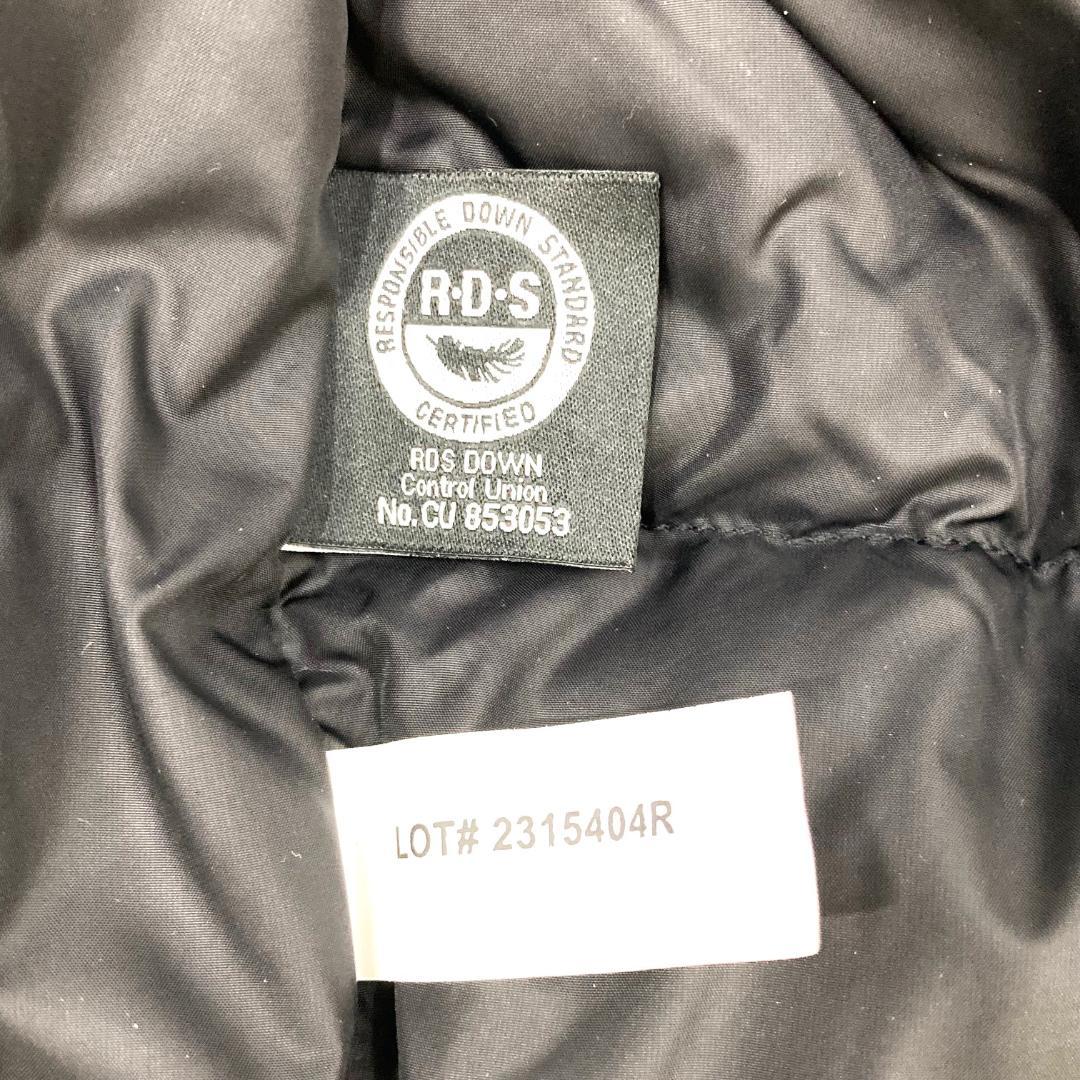 RESPONSIBLE DOWN STANDARD
R·D·S
CERTIFIED
RDS DOWN
Control Union
No.CU 853053
LOT# 2315404R